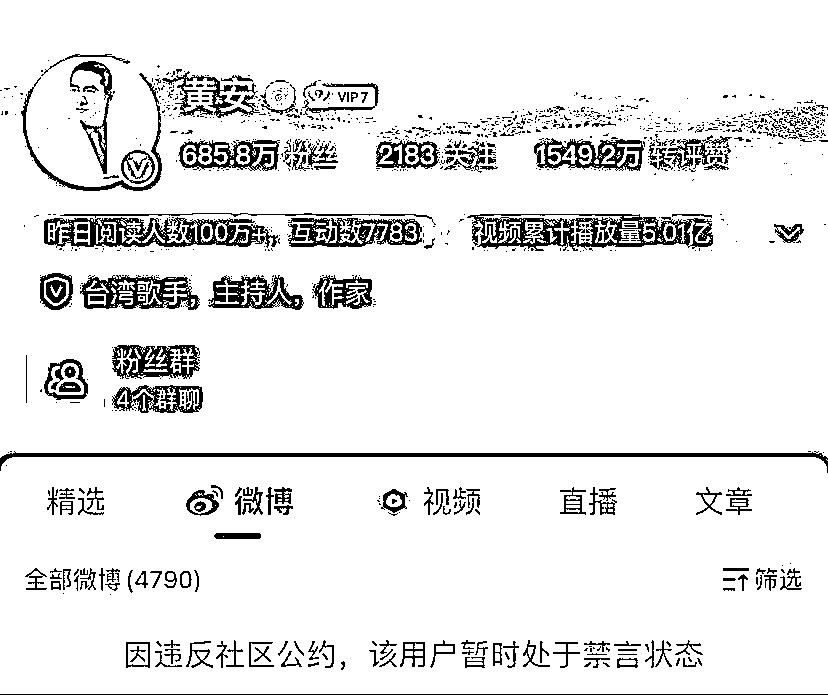 黄安 VIP 7
685.8万 粉丝 2183 关注 1549.2万 转评赞
昨日阅读人数100万+，互动数7783 视频累计播放量5.01亿
台湾歌手，主持人，作家
粉丝群
4个群聊
精选 微博 视频 直播 文章
全部微博 (4790) 筛选
因违反社区公约，该用户暂时处于禁言状态